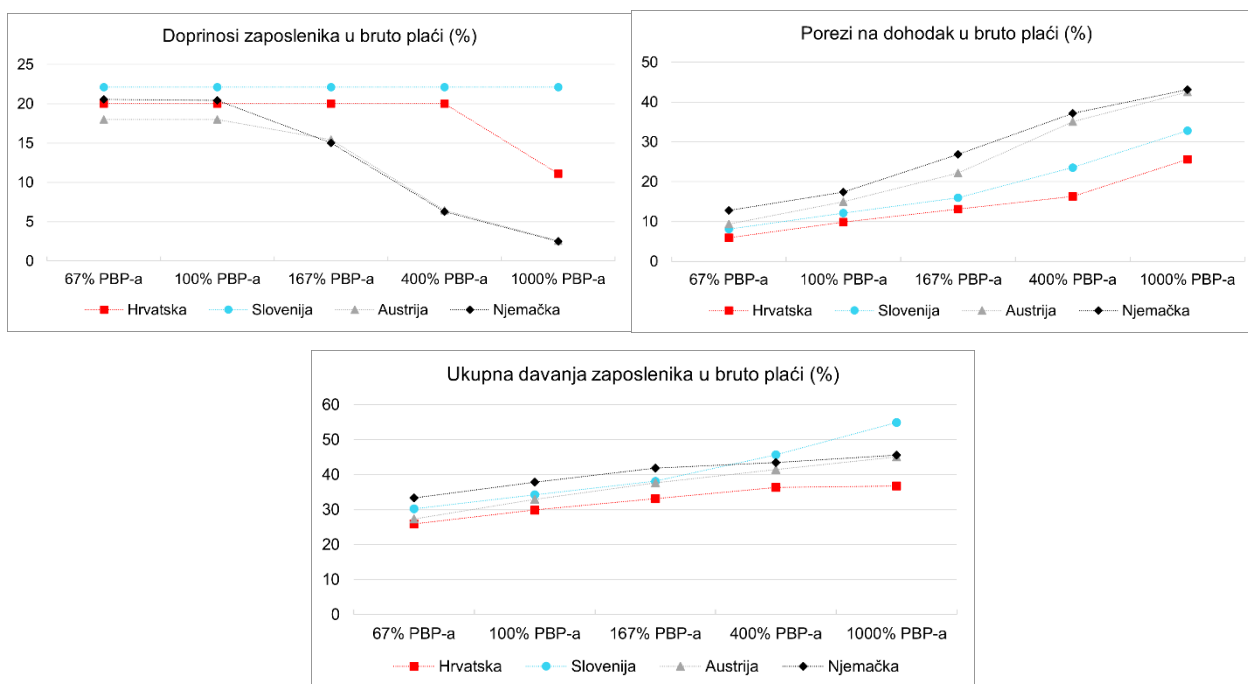 Doprinosi zaposlenika u bruto plaći (%)
25
20
15
10
5
0
67% PBP-a 100% PBP-a 167% PBP-a 400% PBP-a 1000% PBP-a
Hrvatska Slovenija Austrija Njemačka
Porezi na dohodak u bruto plaći (%)
50
40
30
20
10
0
67% PBP-a 100% PBP-a 167% PBP-a 400% PBP-a 1000% PBP-a
Hrvatska Slovenija Austrija Njemačka
Ukupna davanja zaposlenika u bruto plaći (%)
60
50
40
30
20
10
0
67% PBP-a 100% PBP-a 167% PBP-a 400% PBP-a 1000% PBP-a
Hrvatska Slovenija Austrija Njemačka